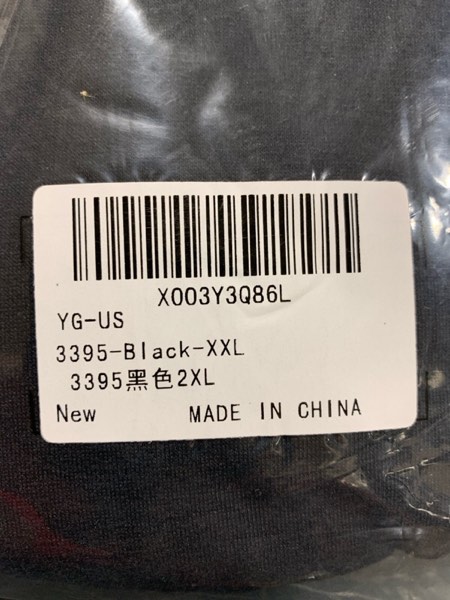 X003Y3Q86L
YG-US
3395-Black-XXL
3395黑色2XL
New MADE IN CHINA